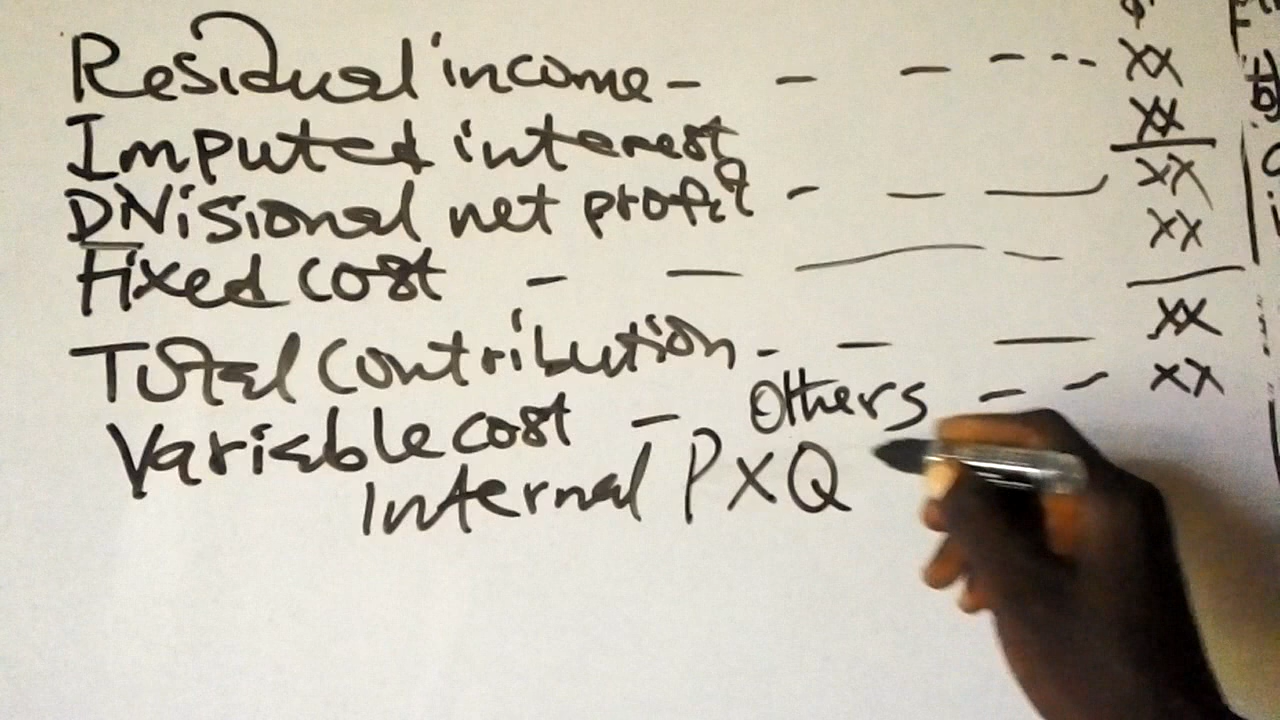 Residual income - - - - - - xx
Imputed interest xx
DNisional net profit - - - xx
Fixed cost - - - - xx
Total contribution - - - xx
Variable cost - Others - - xx
Internal P X Q